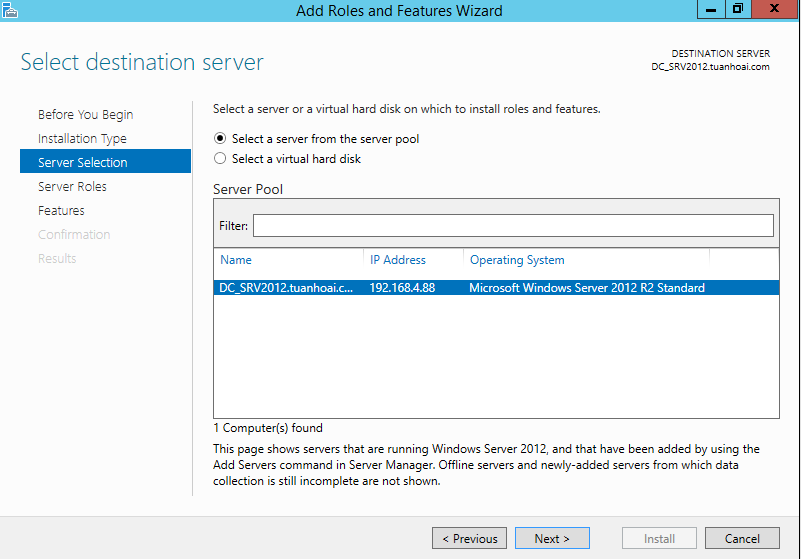 Add Roles and Features Wizard
Select destination server
DESTINATION SERVER
DC_SRV2012.tuanhoai.com
Before You Begin
Installation Type
Server Selection
Server Roles
Features
Confirmation
Results
Select a server or a virtual hard disk on which to install roles and features.
Select a server from the server pool
Select a virtual hard disk
Server Pool
Filter:
Name IP Address Operating System
DC_SRV2012.tuanhoai.c... 192.168.4.88 Microsoft Windows Server 2012 R2 Standard
1 Computer(s) found
This page shows servers that are running Windows Server 2012, and that have been added by using the
Add Servers command in Server Manager. Offline servers and newly-added servers from which data
collection is still incomplete are not shown.
< Previous Next > Install Cancel